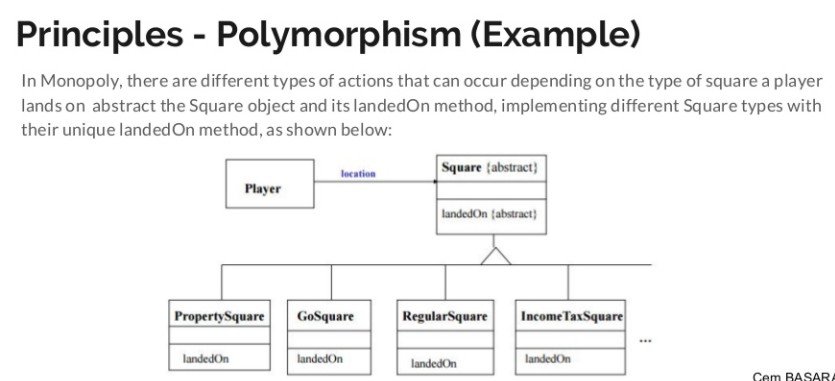 Principles - Polymorphism (Example)
In Monopoly, there are different types of actions that can occur depending on the type of square a player
lands on abstract the Square object and its landedOn method, implementing different Square types with
their unique landedOn method, as shown below:
Player
location
Square {abstract}
landedOn {abstract}
PropertySquare
GoSquare
RegularSquare
IncomeTaxSquare
landedOn
landedOn
landedOn
landedOn
...
Cem BASARA